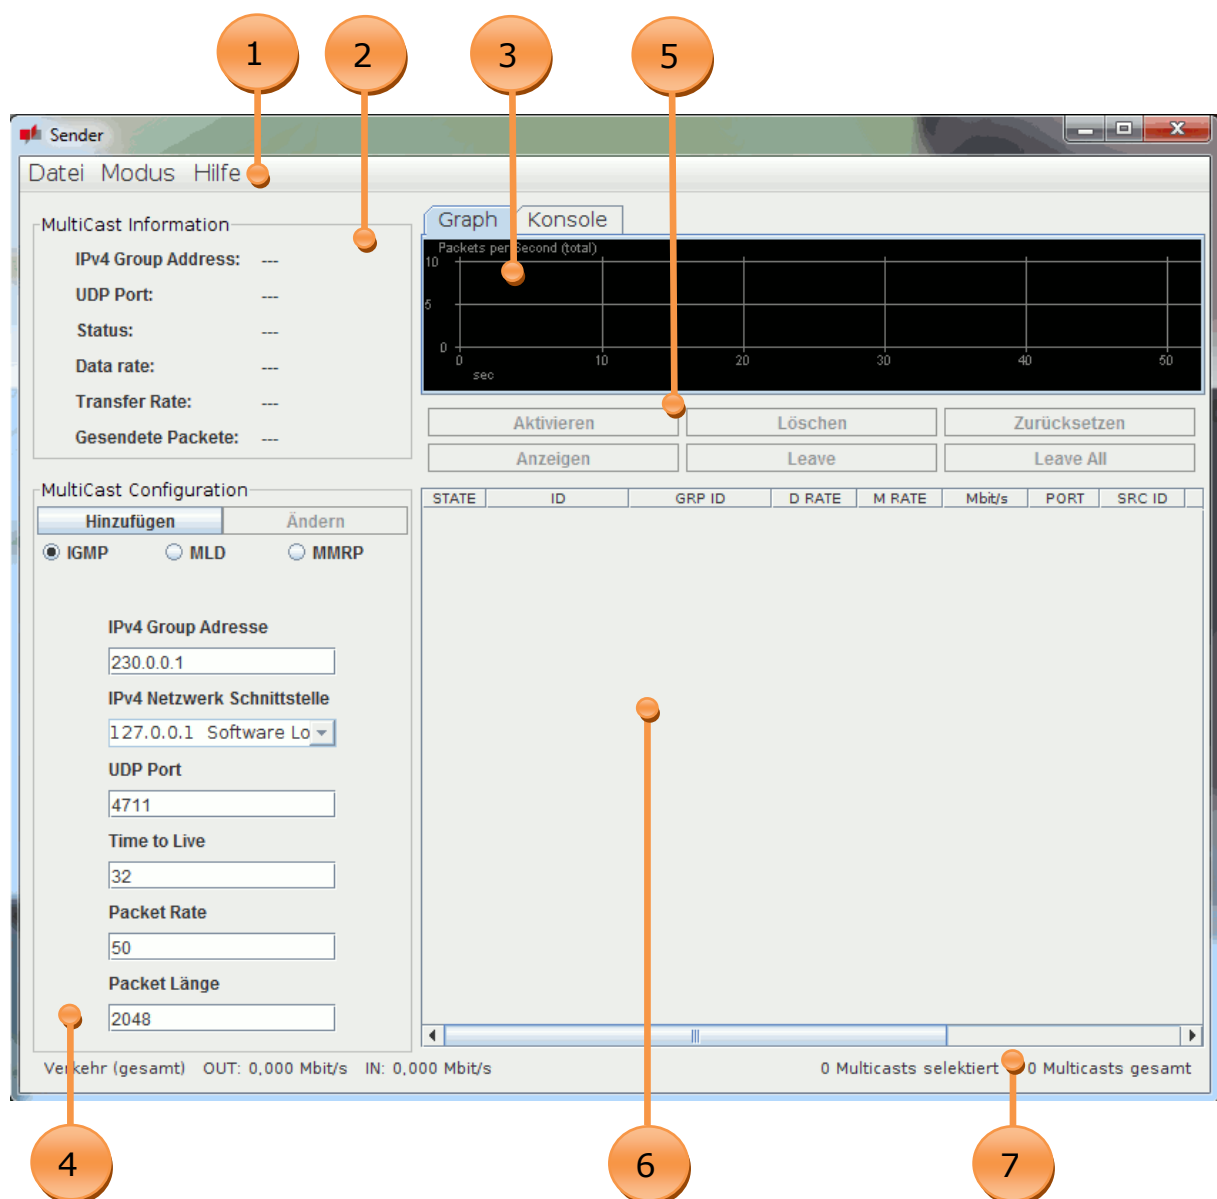 1
2
3
5
Sender
Datei Modus Hilfe
MultiCast Information
IPv4 Group Address: ---
UDP Port: ---
Status: ---
Data rate: ---
Transfer Rate: ---
Gesendete Packete: ---
MultiCast Configuration
Hinzufügen Ändern
IGMP MLD MMRP
IPv4 Group Adresse
230.0.0.1
IPv4 Netzwerk Schnittstelle
127.0.0.1 Software Lo
UDP Port
4711
Time to Live
32
Packet Rate
50
Packet Länge
2048
Graph Konsole
Packets per Second (total)
10
5
0
0 10 20 30 40 50
sec
Aktivieren Löschen Zurücksetzen
Anzeigen Leave Leave All
STATE ID GRP ID D RATE M RATE Mbit/s PORT SRC ID
Verkehr (gesamt) OUT: 0,000 Mbit/s IN: 0,000 Mbit/s
0 Multicasts selektiert 0 Multicasts gesamt
4
6
7